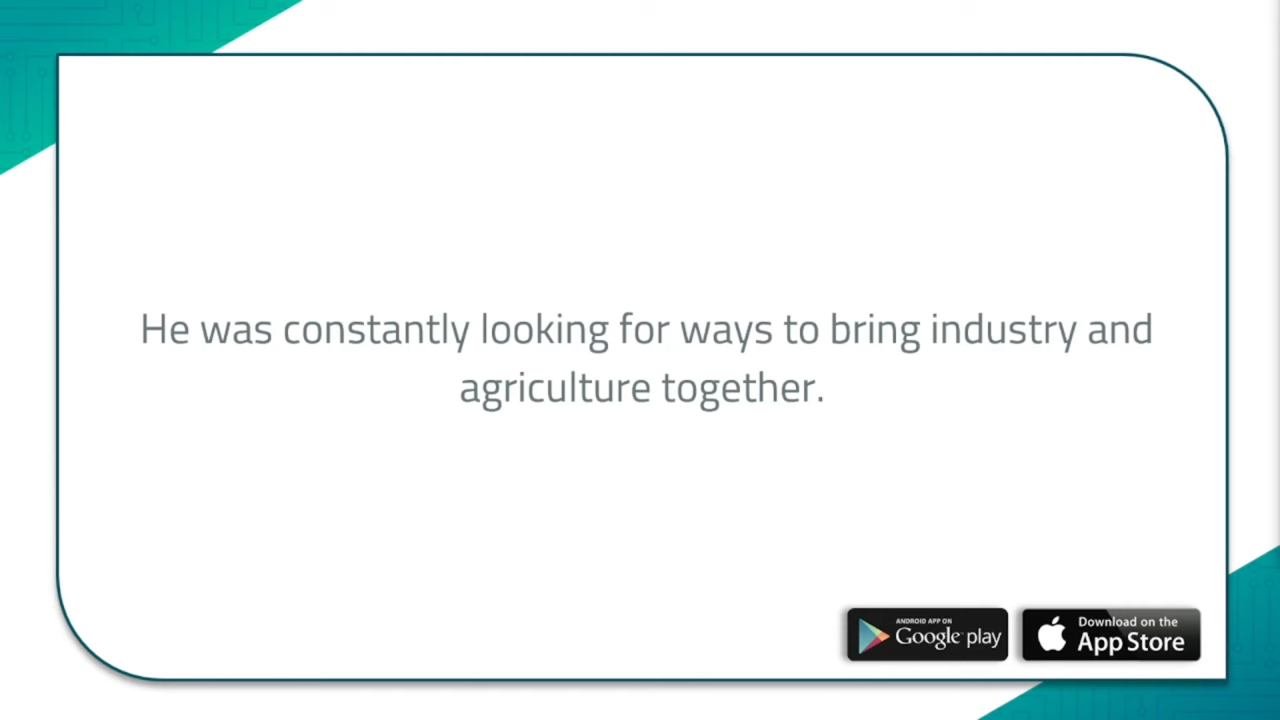 He was constantly looking for ways to bring industry and
agriculture together.
ANDROID APP ON
Google play
Download on the
App Store